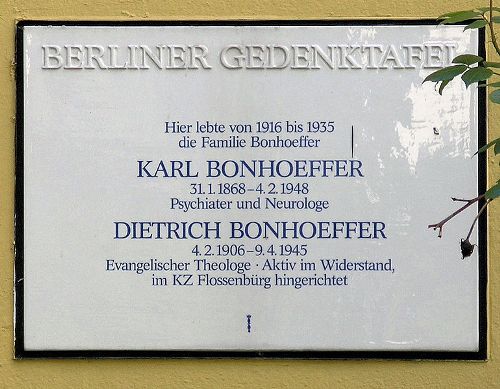 BERLINER GEDENKTAFEL
Hier lebte von 1916 bis 1935
die Familie Bonhoeffer
KARL BONHOEFFER
31.1.1868–4.2.1948
Psychiater und Neurologe
DIETRICH BONHOEFFER
4.2.1906–9.4.1945
Evangelischer Theologe · Aktiv im Widerstand,
im KZ Flossenbürg hingerichtet